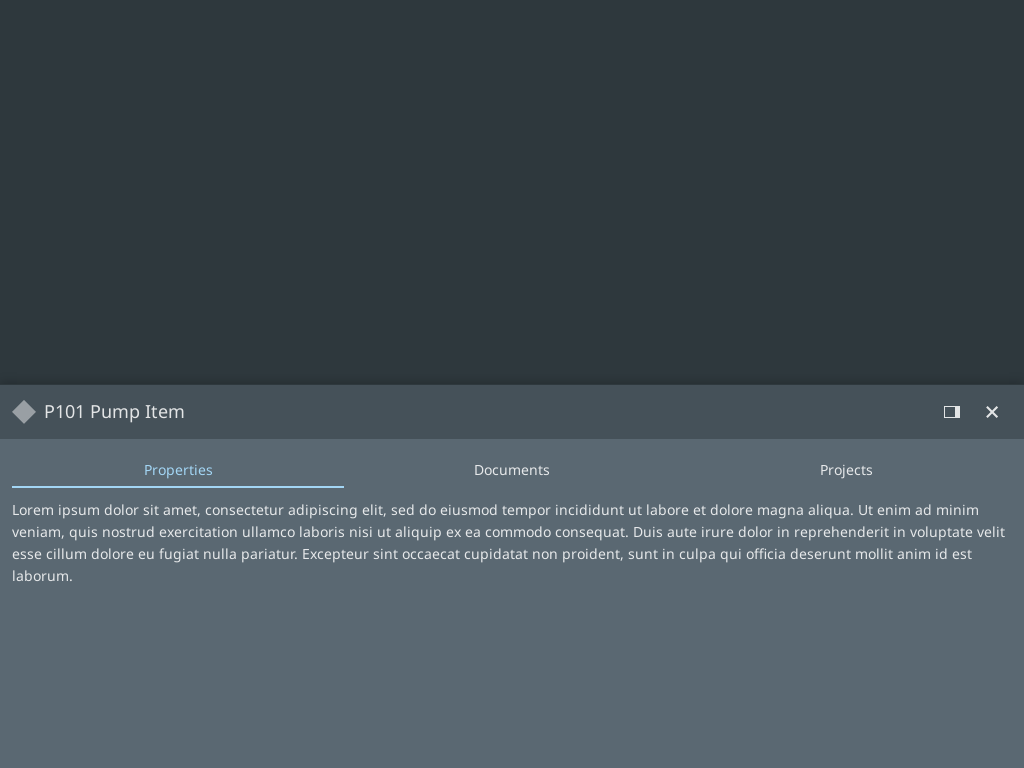 P101 Pump Item
Properties
Documents
Projects
Lorem ipsum dolor sit amet, consectetur adipiscing elit, sed do eiusmod tempor incididunt ut labore et dolore magna aliqua. Ut enim ad minim
veniam, quis nostrud exercitation ullamco laboris nisi ut aliquip ex ea commodo consequat. Duis aute irure dolor in reprehenderit in voluptate velit
esse cillum dolore eu fugiat nulla pariatur. Excepteur sint occaecat cupidatat non proident, sunt in culpa qui officia deserunt mollit anim id est
laborum.